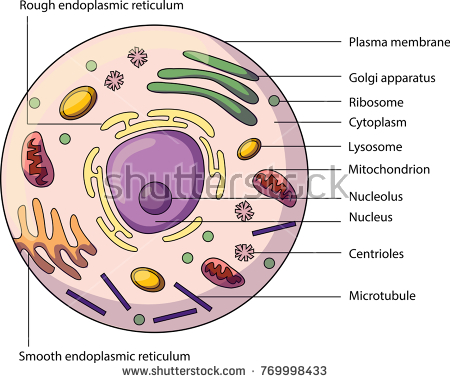 Rough endoplasmic reticulum
Plasma membrane
Golgi apparatus
Ribosome
Cytoplasm
Lysosome
Mitochondrion
shutterstock
Nucleolus
Nucleus
Centrioles
Microtubule
Smooth endoplasmic reticulum
www.shutterstock.com · 769998433